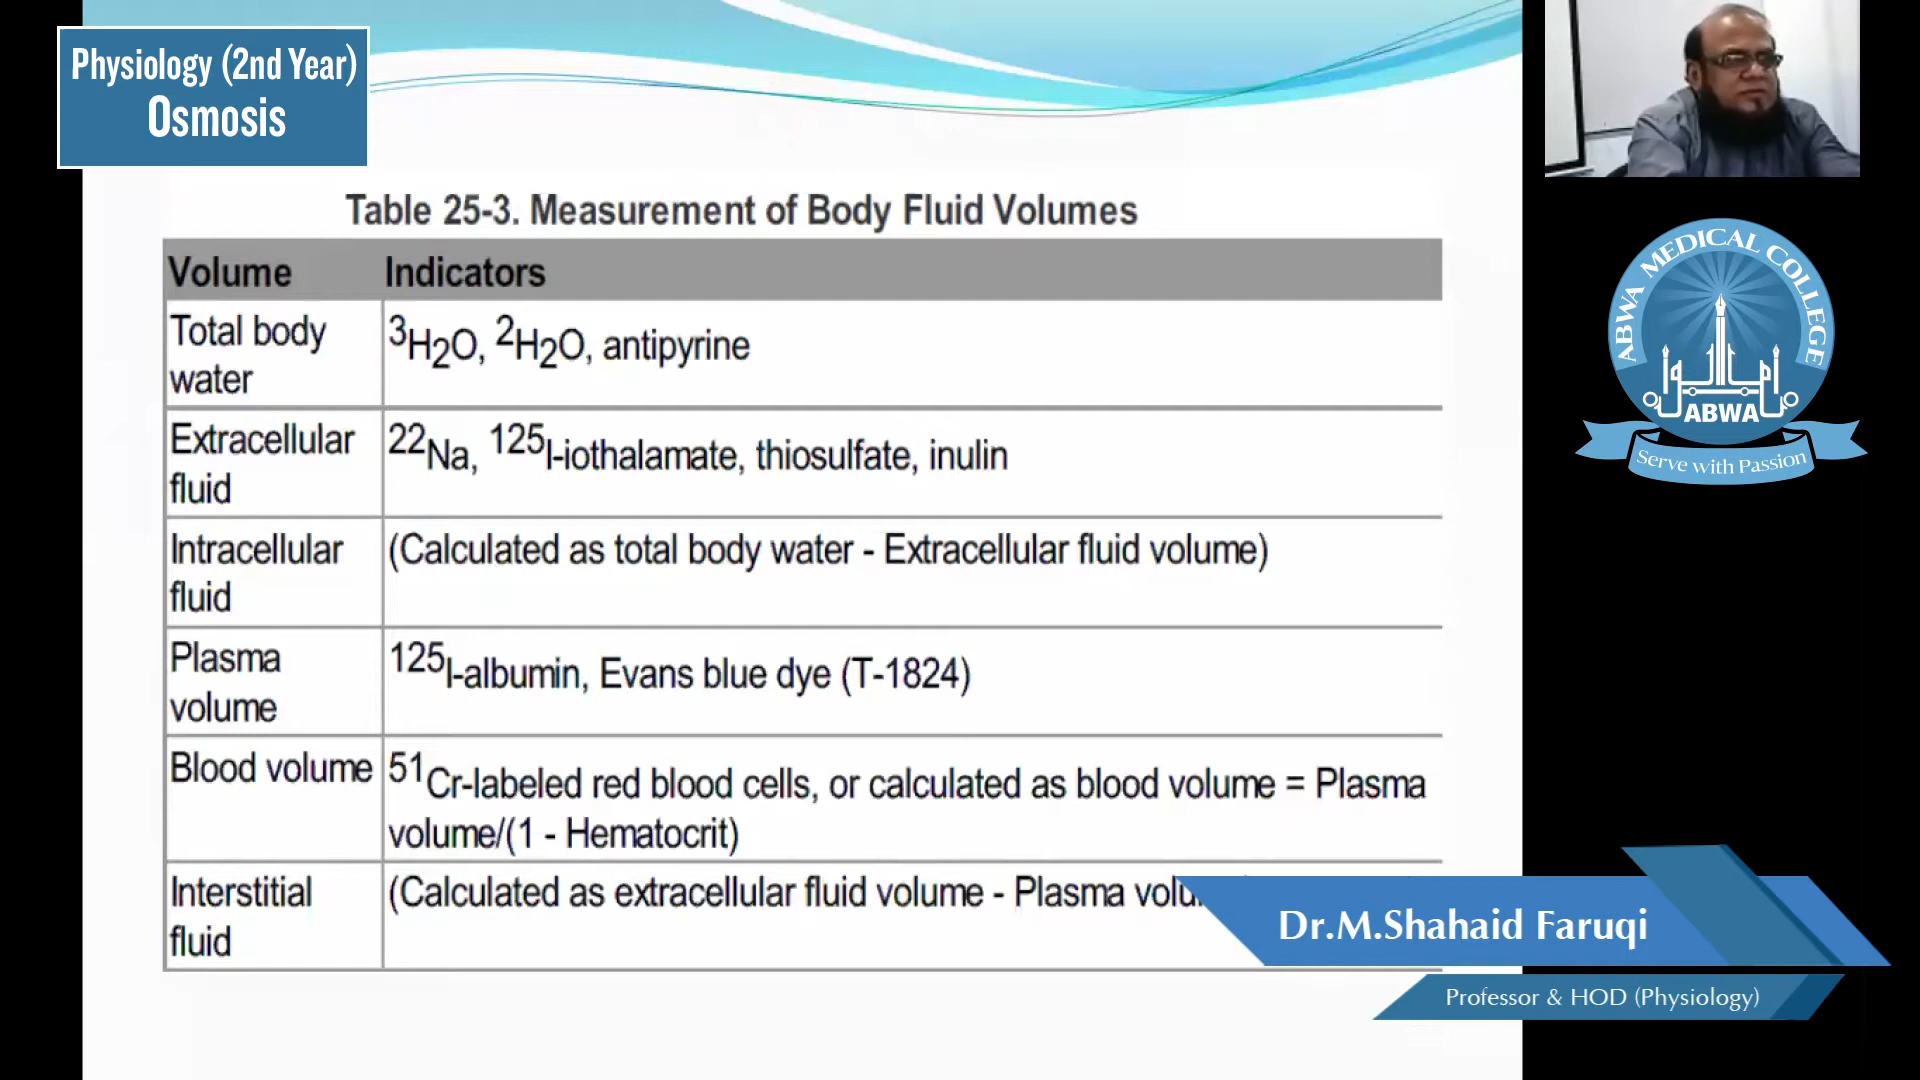 Physiology (2nd Year)
Osmosis
Table 25-3. Measurement of Body Fluid Volumes
Volume Indicators
Total body water ³H₂O, ²H₂O, antipyrine
Extracellular fluid ²²Na, ¹²⁵I-iothalamate, thiosulfate, inulin
Intracellular fluid (Calculated as total body water - Extracellular fluid volume)
Plasma volume ¹²⁵I-albumin, Evans blue dye (T-1824)
Blood volume ⁵¹Cr-labeled red blood cells, or calculated as blood volume = Plasma
volume/(1 - Hematocrit)
Interstitial fluid (Calculated as extracellular fluid volume - Plasma
ABWA MEDICAL COLLEGE
ABWA
Serve with Passion
Dr.M.Shahaid Faruqi
Professor & HOD (Physiology)